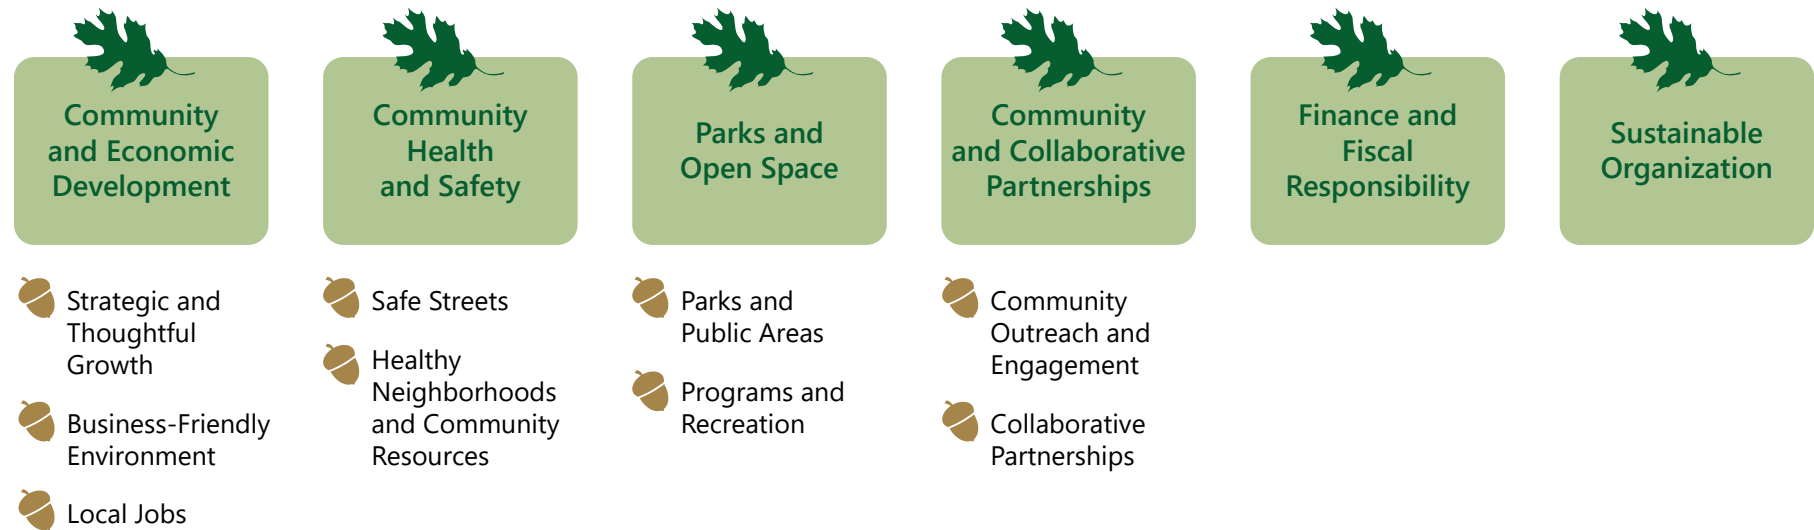 Community
and Economic
Development
Community
Health
and Safety
Parks and
Open Space
Community
and Collaborative
Partnerships
Finance and
Fiscal
Responsibility
Sustainable
Organization
Strategic and
Thoughtful
Growth
Business-Friendly
Environment
Local Jobs
Safe Streets
Healthy
Neighborhoods
and Community
Resources
Parks and
Public Areas
Programs and
Recreation
Community
Outreach and
Engagement
Collaborative
Partnerships